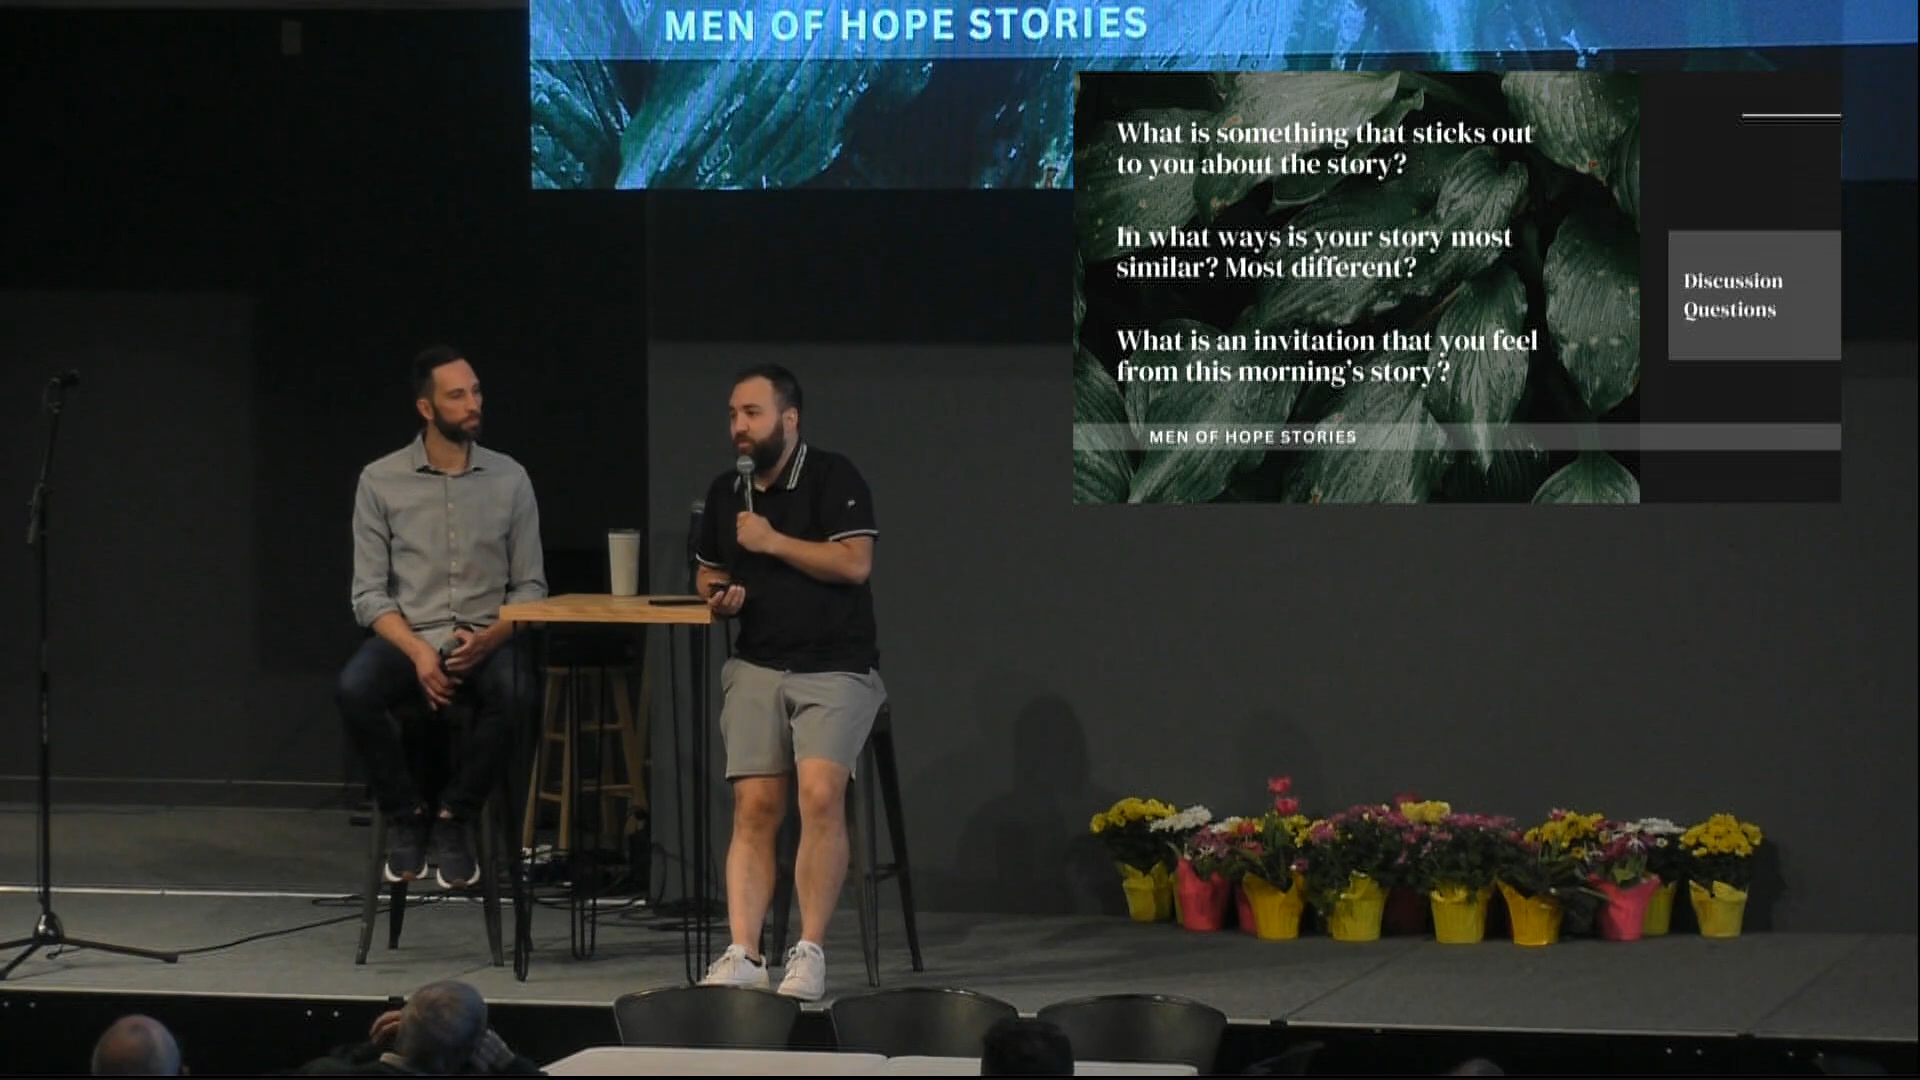 MEN OF HOPE STORIES
What is something that sticks out
to you about the story?
In what ways is your story most
similar? Most different?
What is an invitation that you feel
from this morning's story?
Discussion
Questions
MEN OF HOPE STORIES